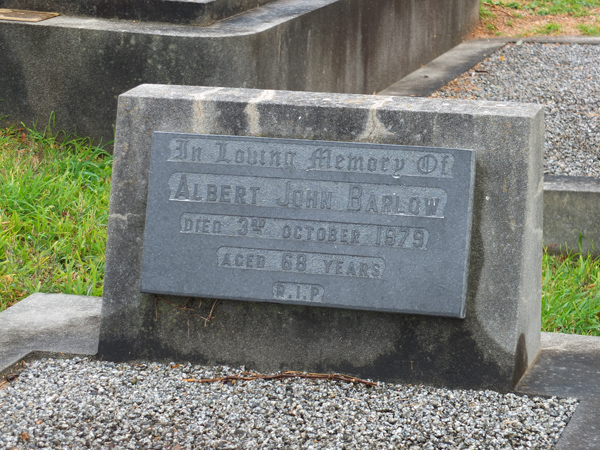 In Loving Memory Of
ALBERT JOHN BARLOW
DIED 3RD OCTOBER 1979
AGED 68 YEARS
R.I.P